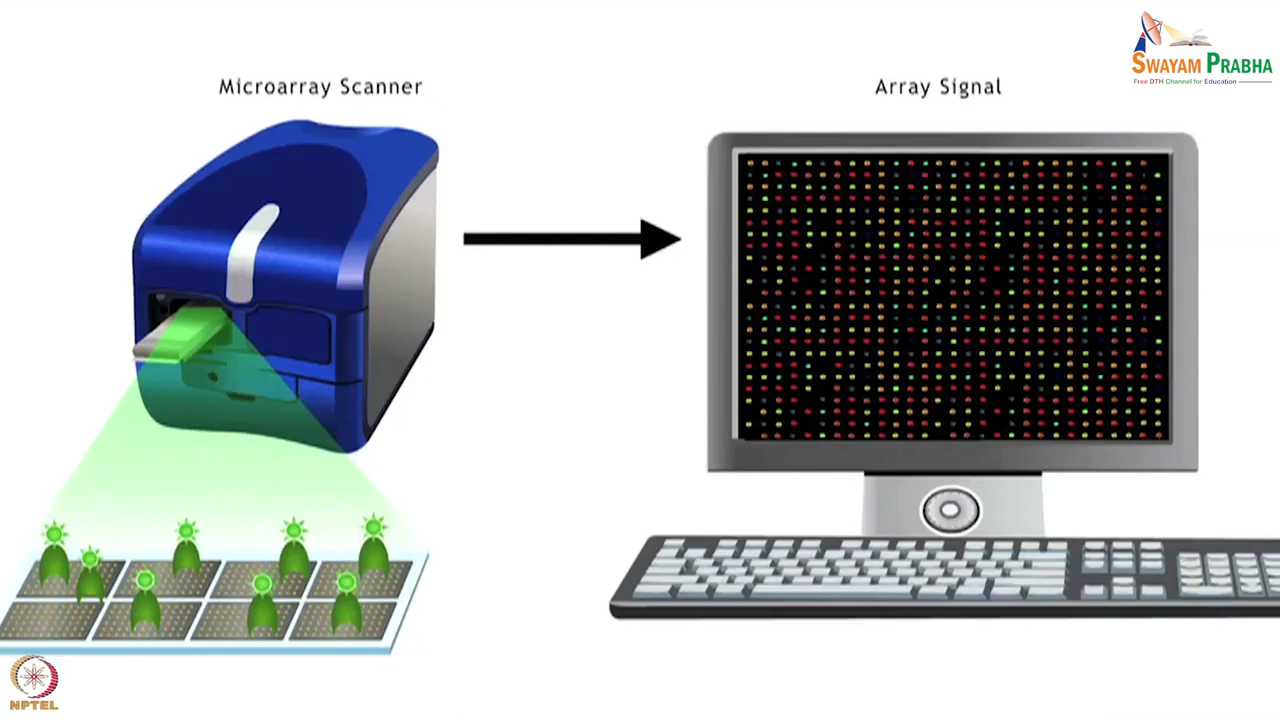 SWAYAM PRABHA
Free DTH Channel for Education
Microarray Scanner
Array Signal
NPTEL